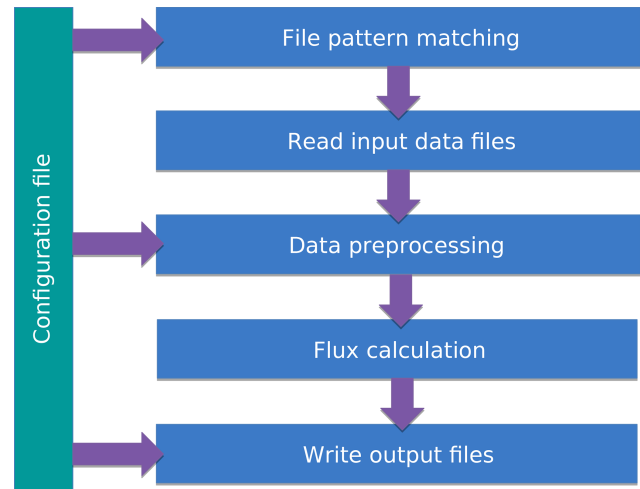 Configuration file
File pattern matching
Read input data files
Data preprocessing
Flux calculation
Write output files